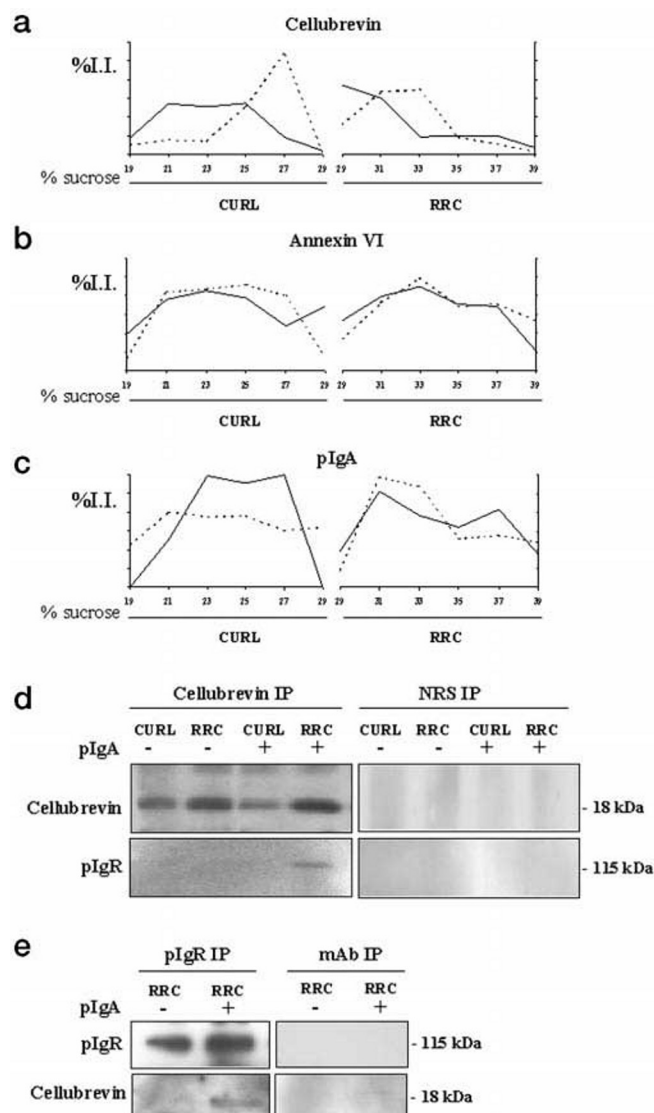 a
Cellubrevin
%I.I.
19 21 23 25 27 29 29 31 33 35 37 39
% sucrose
CURL RRC
b
Annexin VI
%I.I.
19 21 23 25 27 29 29 31 33 35 37 39
% sucrose
CURL RRC
c
pIgA
%I.I.
19 21 23 25 27 29 29 31 33 35 37 39
% sucrose
CURL RRC
d
Cellubrevin IP NRS IP
CURL RRC CURL RRC CURL RRC CURL RRC
pIgA - - + + - - + +
Cellubrevin - 18 kDa
pIgR - 115 kDa
e
pIgR IP mAb IP
RRC RRC RRC RRC
pIgA - + - +
pIgR - 115 kDa
Cellubrevin - 18 kDa